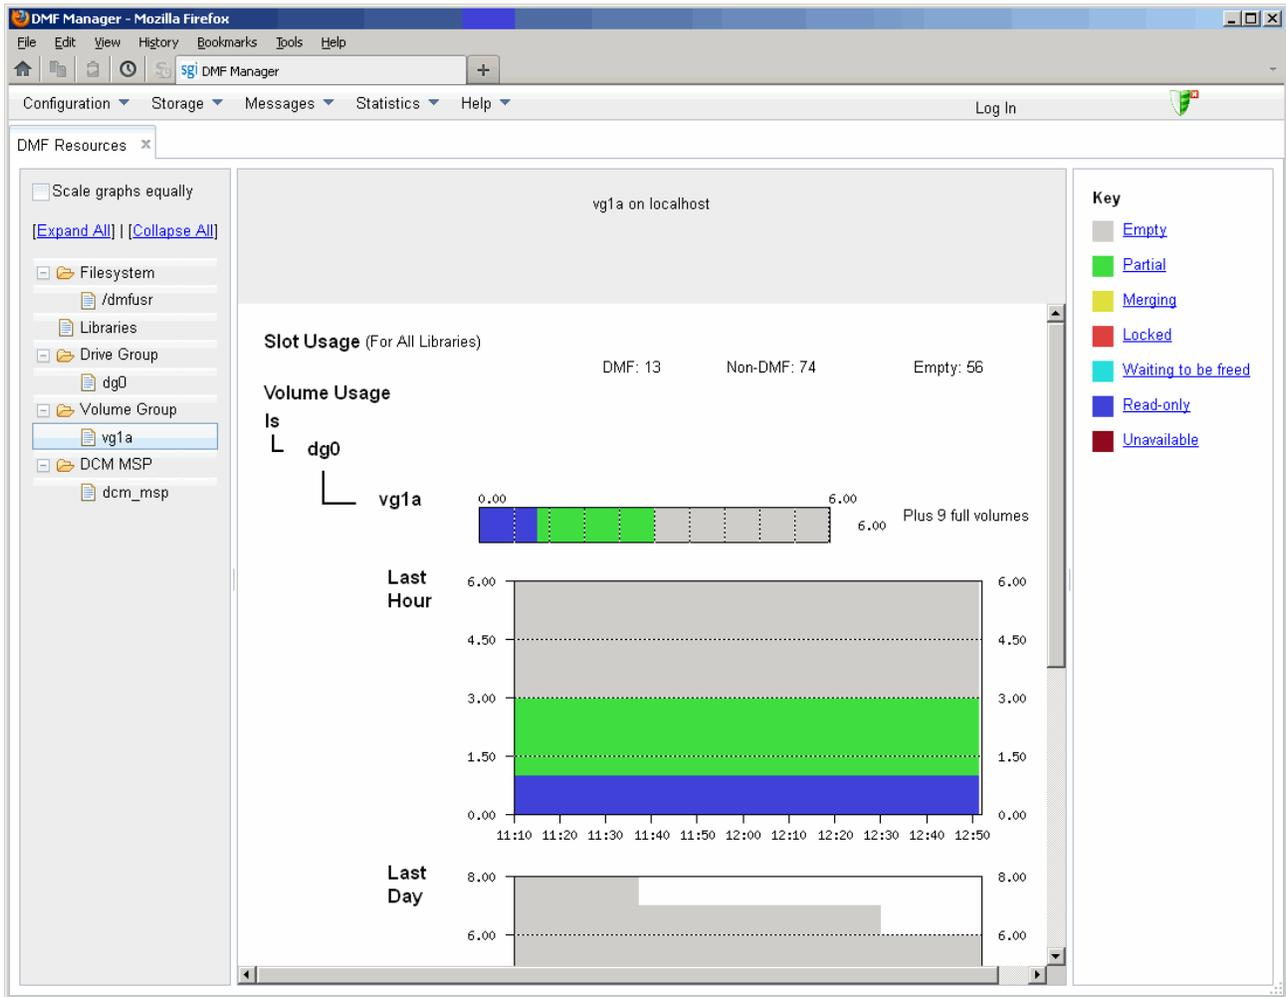 DMF Manager - Mozilla Firefox
File Edit View History Bookmarks Tools Help
sgi DMF Manager
Configuration Storage Messages Statistics Help Log In
DMF Resources
Scale graphs equally
[Expand All] | [Collapse All]
Filesystem
/dmfusr
Libraries
Drive Group
dg0
Volume Group
vg1a
DCM MSP
dcm_msp
vg1a on localhost
Slot Usage (For All Libraries)
DMF: 13 Non-DMF: 74 Empty: 56
Volume Usage
ls
dg0
vg1a
0.00 6.00
6.00 Plus 9 full volumes
Last
Hour
6.00 6.00
4.50 4.50
3.00 3.00
1.50 1.50
0.00 0.00
11:10 11:20 11:30 11:40 11:50 12:00 12:10 12:20 12:30 12:40 12:50
Last
Day
8.00 8.00
6.00 6.00
Key
Empty
Partial
Merging
Locked
Waiting to be freed
Read-only
Unavailable